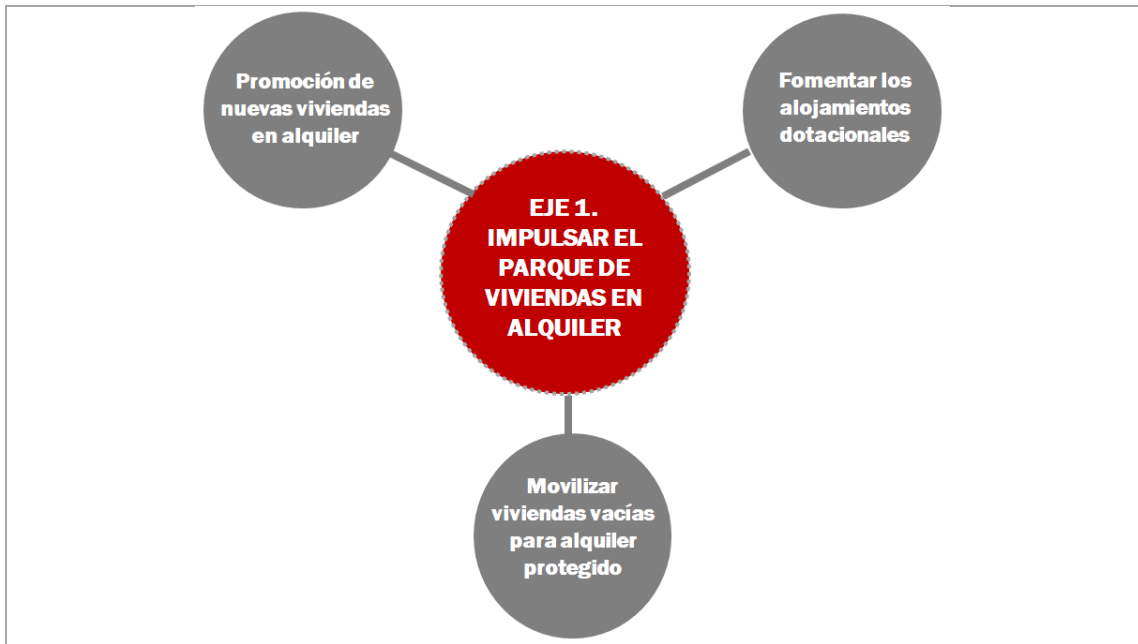 Promoción de
nuevas viviendas
en alquiler
Fomentar los
alojamientos
dotacionales
EJE 1.
IMPULSAR EL
PARQUE DE
VIVIENDAS EN
ALQUILER
Movilizar
viviendas vacías
para alquiler
protegido